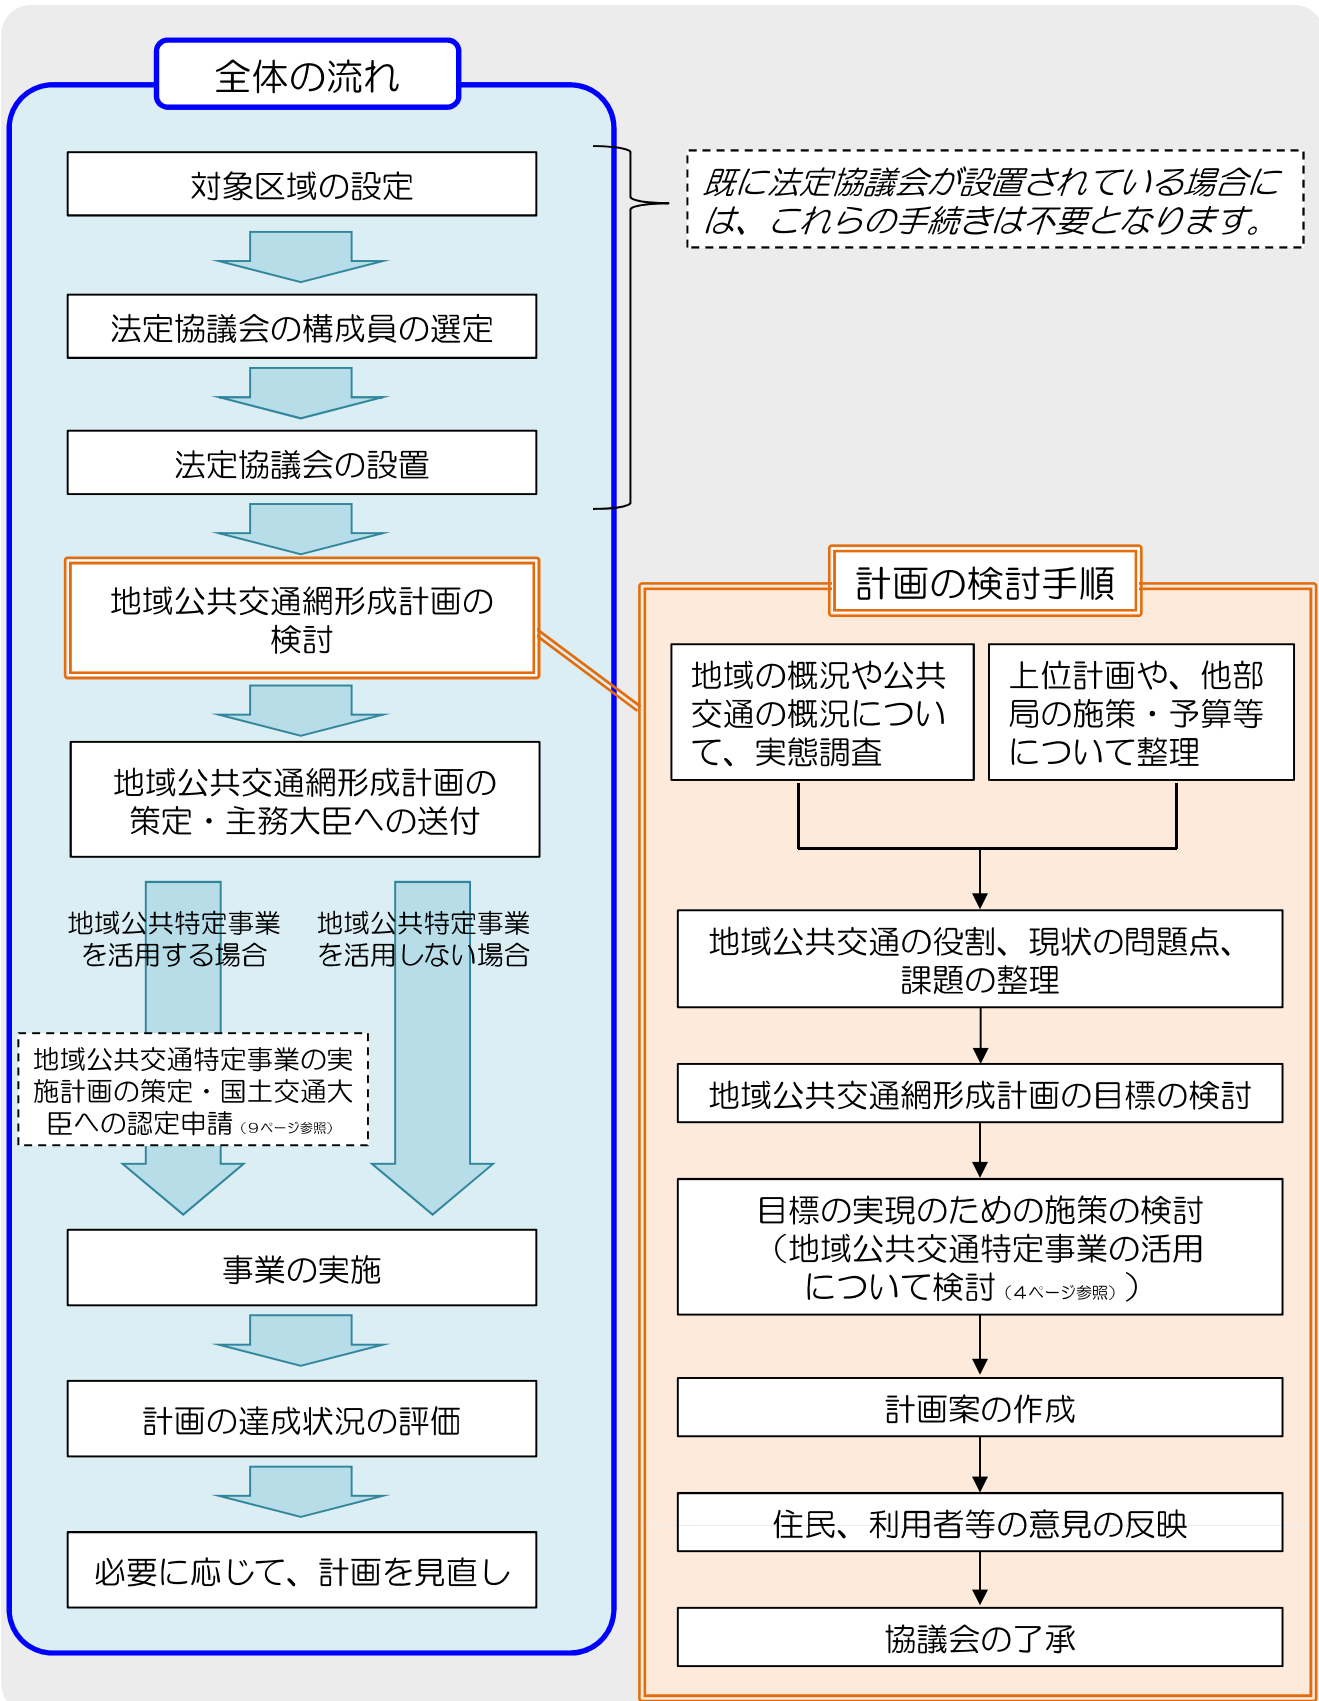 全体の流れ
対象区域の設定
法定協議会の構成員の選定
法定協議会の設置
既に法定協議会が設置されている場合に
は、これらの手続きは不要となります。
地域公共交通網形成計画の
検討
地域公共交通網形成計画の
策定・主務大臣への送付
地域公共特定事業
を活用する場合
地域公共特定事業
を活用しない場合
地域公共交通特定事業の実
施計画の策定・国土交通大
臣への認定申請（９ページ参照）
事業の実施
計画の達成状況の評価
必要に応じて、計画を見直し
計画の検討手順
地域の概況や公共
交通の概況につい
て、実態調査
上位計画や、他部
局の施策・予算等
について整理
地域公共交通の役割、現状の問題点、
課題の整理
地域公共交通網形成計画の目標の検討
目標の実現のための施策の検討
（地域公共交通特定事業の活用
について検討（４ページ参照））
計画案の作成
住民、利用者等の意見の反映
協議会の了承